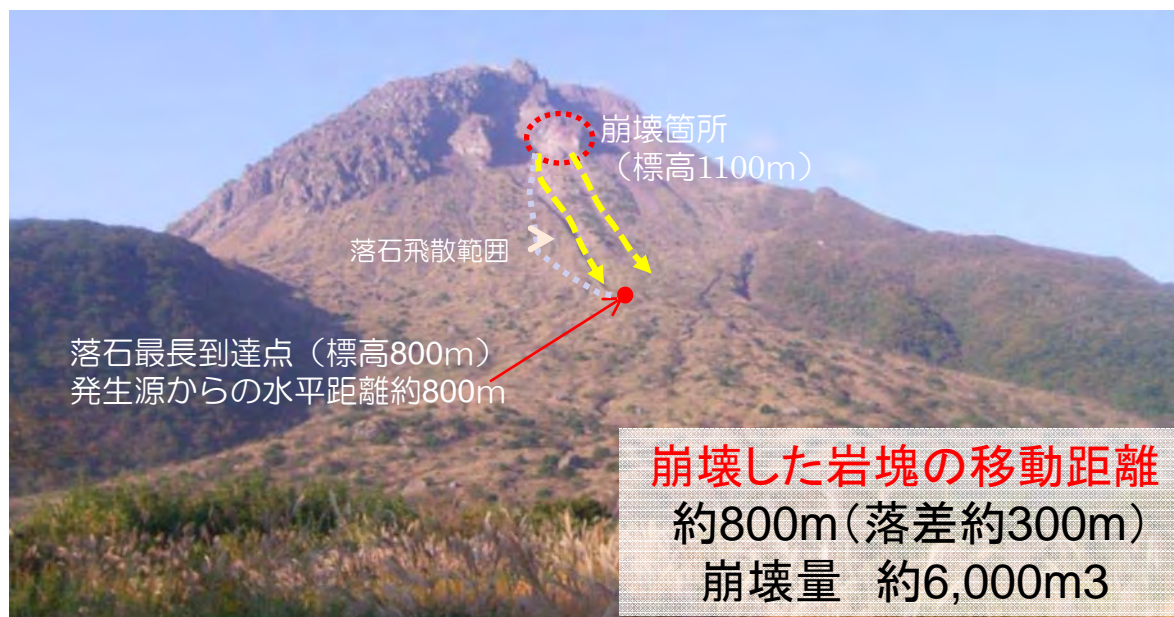 崩壊箇所
(標高1100m)
落石飛散範囲
落石最長到達点（標高800m）
発生源からの水平距離約800m
崩壊した岩塊の移動距離
約800m（落差約300m）
崩壊量　約6,000m3